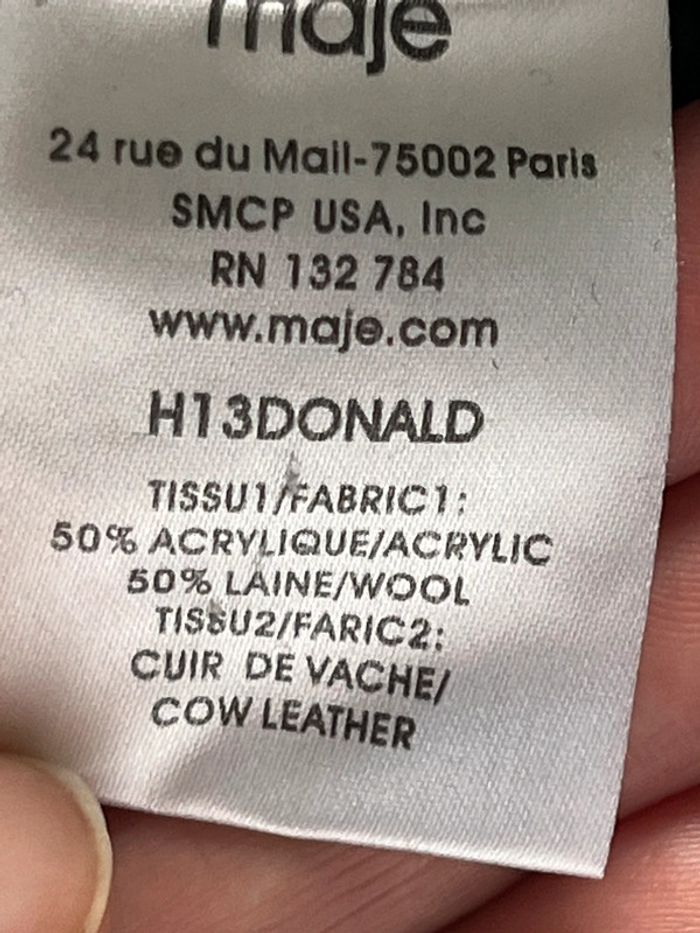 maje
24 rue du Mail-75002 Paris
SMCP USA, Inc
RN 132 784
www.maje.com
H13DONALD
TISSU1/FABRIC1:
50% ACRYLIQUE/ACRYLIC
50% LAINE/WOOL
TISSU2/FARIC2:
CUIR DE VACHE/
COW LEATHER